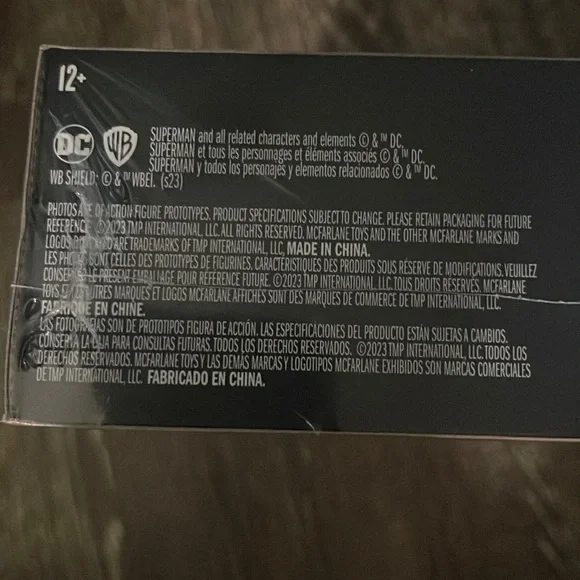 12+
DC
WB
SUPERMAN and all related characters and elements © & ™ DC.
SUPERMAN et tous les personnages et éléments associés © & ™ DC.
SUPERMAN y todos los personajes y elementos relacionados © & ™ DC.
WB SHIELD: © & ™ WBEI. (s23)
PHOTOS ARE OF ACTION FIGURE PROTOTYPES. PRODUCT SPECIFICATIONS SUBJECT TO CHANGE. PLEASE RETAIN PACKAGING FOR FUTURE
REFERENCE. ©2023 TMP INTERNATIONAL, LLC. ALL RIGHTS RESERVED. MCFARLANE TOYS AND THE OTHER MCFARLANE MARKS AND
LOGOS ARE TRADEMARKS OF TMP INTERNATIONAL, LLC, MADE IN CHINA.
LES PHOTOS SONT CELLES DES PROTOTYPES DE FIGURINES. CARACTÉRISTIQUES DES PRODUITS SOUS RÉSERVE DE MODIFICATIONS. VEUILLEZ
CONSERVER LE PRÉSENT EMBALLAGE POUR RÉFÉRENCE FUTURE. ©2023 TMP INTERNATIONAL, LLC. TOUS DROITS RÉSERVÉS. MCFARLANE
TOYS ET LES AUTRES MARQUES ET LOGOS MCFARLANE AFFICHÉS SONT DES MARQUES DE COMMERCE DE TMP INTERNATIONAL, LLC.
FABRIQUÉ EN CHINE.
LAS FOTOGRAFÍAS SON DE PROTOTIPOS FIGURA DE ACCIÓN. LAS ESPECIFICACIONES DEL PRODUCTO ESTÁN SUJETAS A CAMBIOS.
CONSERVA LA CAJA PARA CONSULTAS FUTURAS. TODOS LOS DERECHOS RESERVADOS. ©2023 TMP INTERNATIONAL, LLC. TODOS LOS
DERECHOS RESERVADOS. MCFARLANE TOYS Y LAS DEMÁS MARCAS Y LOGOTIPOS MCFARLANE EXHIBIDOS SON MARCAS COMERCIALES
DE TMP INTERNATIONAL, LLC. FABRICADO EN CHINA.